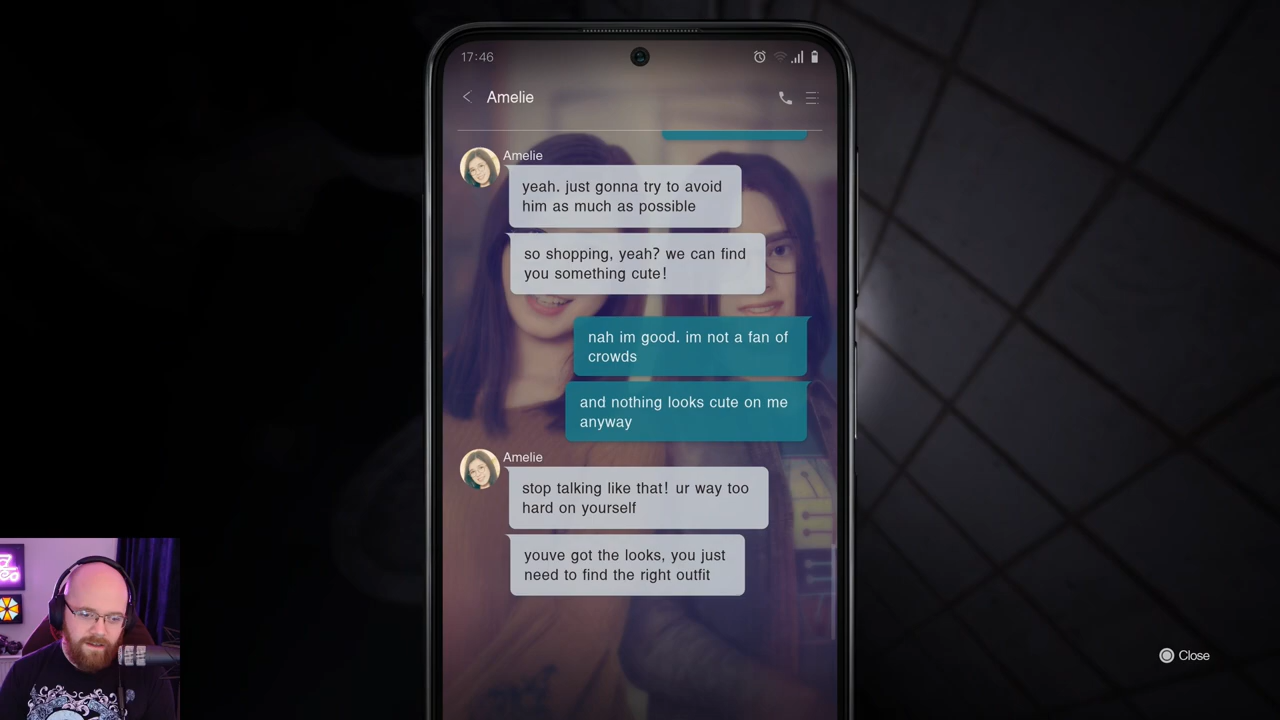 17:46
Amelie
Amelie
yeah. just gonna try to avoid
him as much as possible
so shopping, yeah? we can find
you something cute!
nah im good. im not a fan of
crowds
and nothing looks cute on me
anyway
Amelie
stop talking like that! ur way too
hard on yourself
youve got the looks, you just
need to find the right outfit
Close